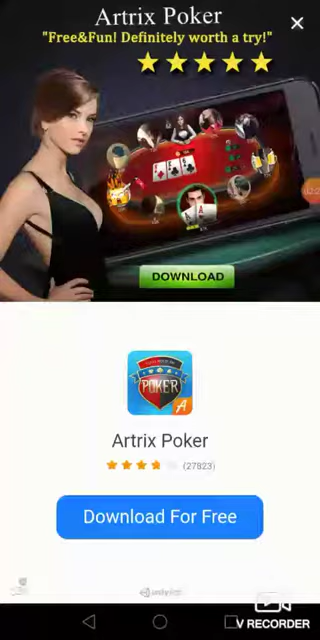 Artrix Poker
"Free&Fun! Definitely worth a try!"
DOWNLOAD
POKER
Artrix Poker
(27823)
Download For Free
V RECORDER